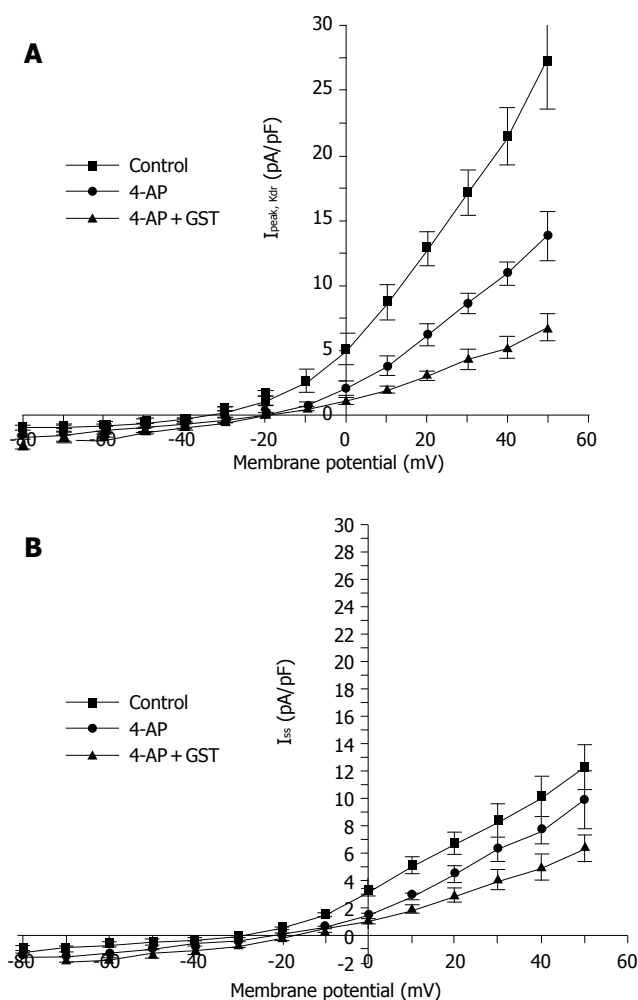 A
30
25
20
15
10
5
0
I peak, Kdr (pA/pF)
Control
4-AP
4-AP + GST
-80 -60 -40 -20 0 20 40 60
Membrane potential (mV)
B
30
28
26
24
22
20
18
16
14
12
10
8
6
4
2
0
-2
I ss (pA/pF)
Control
4-AP
4-AP + GST
-80 -60 -40 -20 0 20 40 60
Membrane potential (mV)